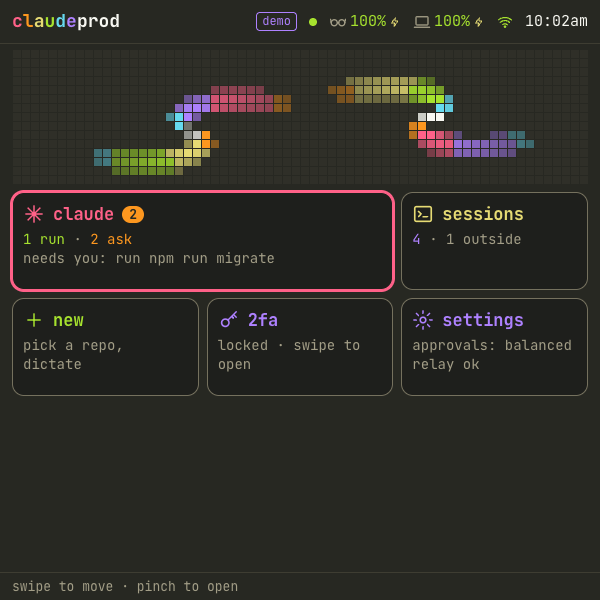 claudeprod demo 100% 100% 10:02am
claude 2
1 run · 2 ask
needs you: run npm run migrate
sessions
4 · 1 outside
new
pick a repo,
dictate
2fa
locked · swipe to
open
settings
approvals: balanced
relay ok
swipe to move · pinch to open